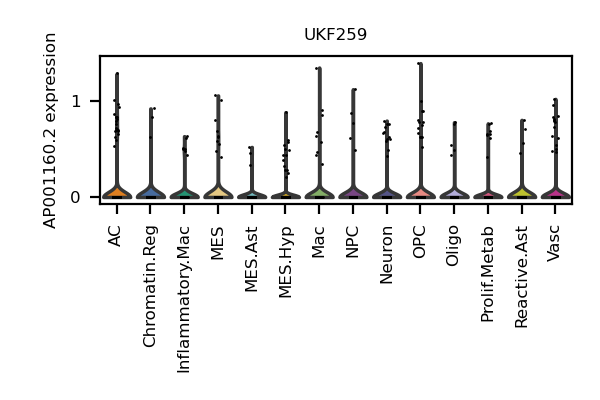 UKF259
AP001160.2 expression
1
0
AC
Chromatin.Reg
Inflammatory.Mac
MES
MES.Ast
MES.Hyp
Mac
NPC
Neuron
OPC
Oligo
Prolif.Metab
Reactive.Ast
Vasc